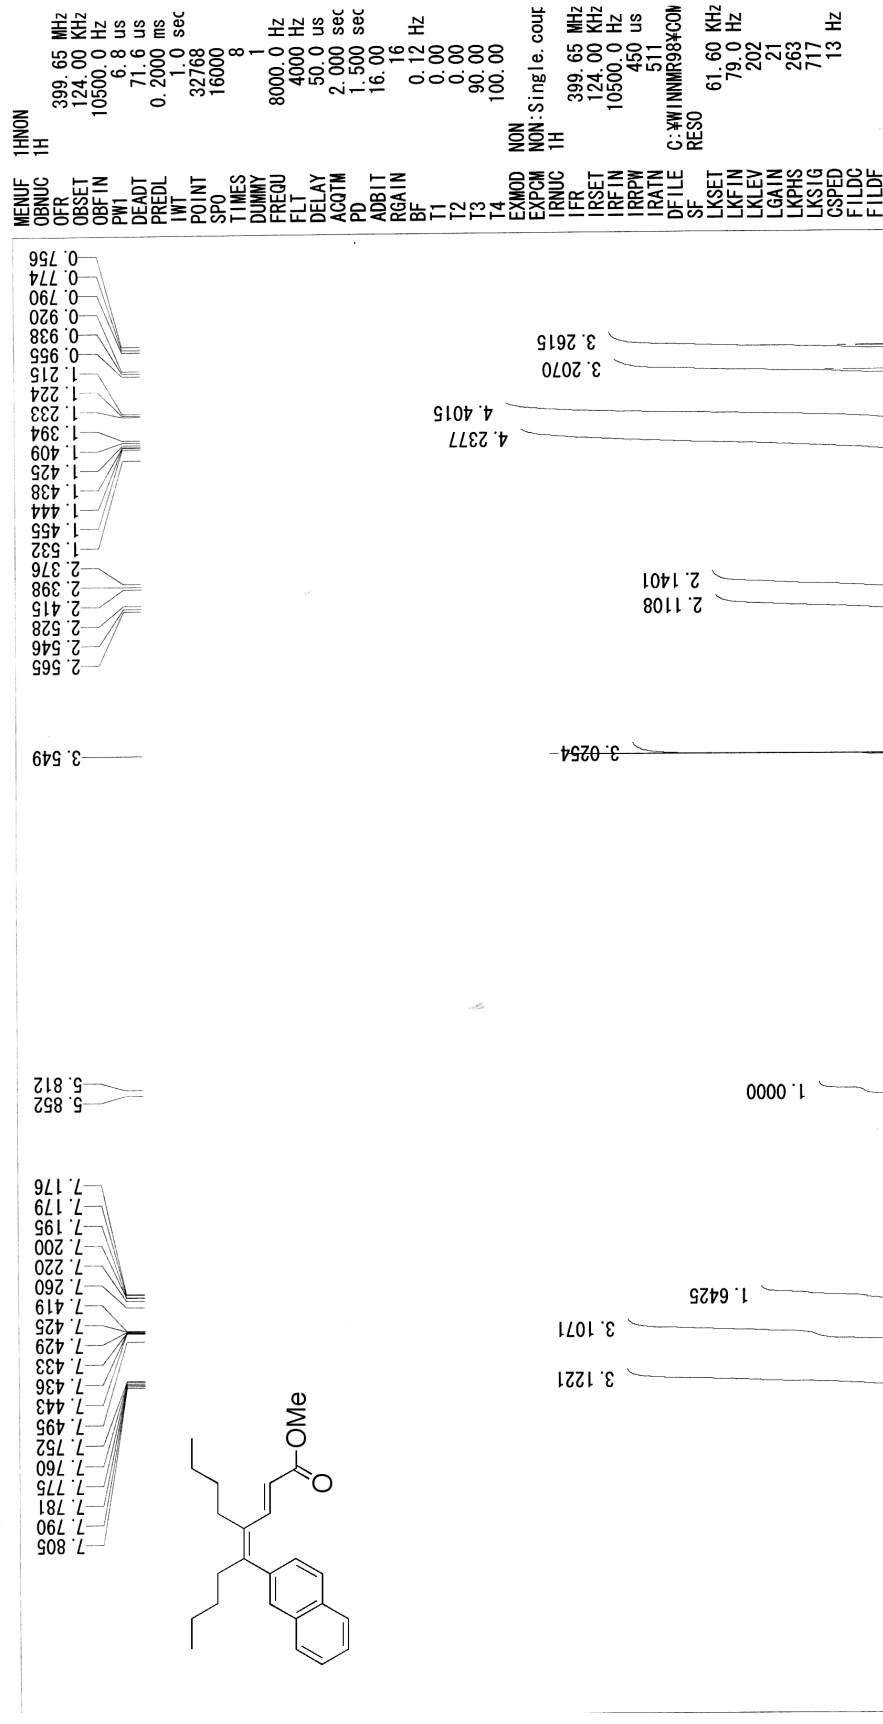 MENUF 1HNON
OBNUC 1H
OFR 399.65 MHz
OBSET 124.00 KHz
OBFIN 10500.0 Hz
PW1 6.8 us
DEADT 71.6 us
PREDL 0.2000 ms
IWT 1.0 sec
POINT 32768
SPO 16000
TIMES 8
DUMMY 1
FREQU 8000.0 Hz
FLT 4000 Hz
DELAY 50.0 us
ACQTM 2.000 sec
PD 1.500 sec
ADBIT 16.00
RGAIN 16
BF 0.12 Hz
T1 0.00
T2 0.00
T3 90.00
T4 100.00
EXMOD NON
EXPCM NON:Single. coup
IRNUC 1H
IFR 399.65 MHz
IRSET 124.00 KHz
IRFIN 10500.0 Hz
IRRPW 450 us
IRATN 511
DFILE C:¥WINNMR98¥CON
SF RESO
LKSET 61.60 KHz
LKFIN 79.0 Hz
LKLEV 202
LGAIN 21
LKPHS 263
LKSIG 717
CSPED 13 Hz
FILDC
FILDF
0.756
0.774
0.790
0.920
0.938
0.955
1.215
1.224
1.233
1.394
1.409
1.425
1.438
1.444
1.455
1.532
2.376
2.398
2.415
2.528
2.546
2.565
3.549
5.812
5.852
7.176
7.179
7.195
7.200
7.220
7.260
7.419
7.425
7.429
7.433
7.436
7.443
7.495
7.752
7.760
7.775
7.781
7.790
7.805
3.2615
3.2070
4.4015
4.2377
2.1401
2.1108
3.0254
1.0000
1.6425
3.1071
3.1221
OMe
O